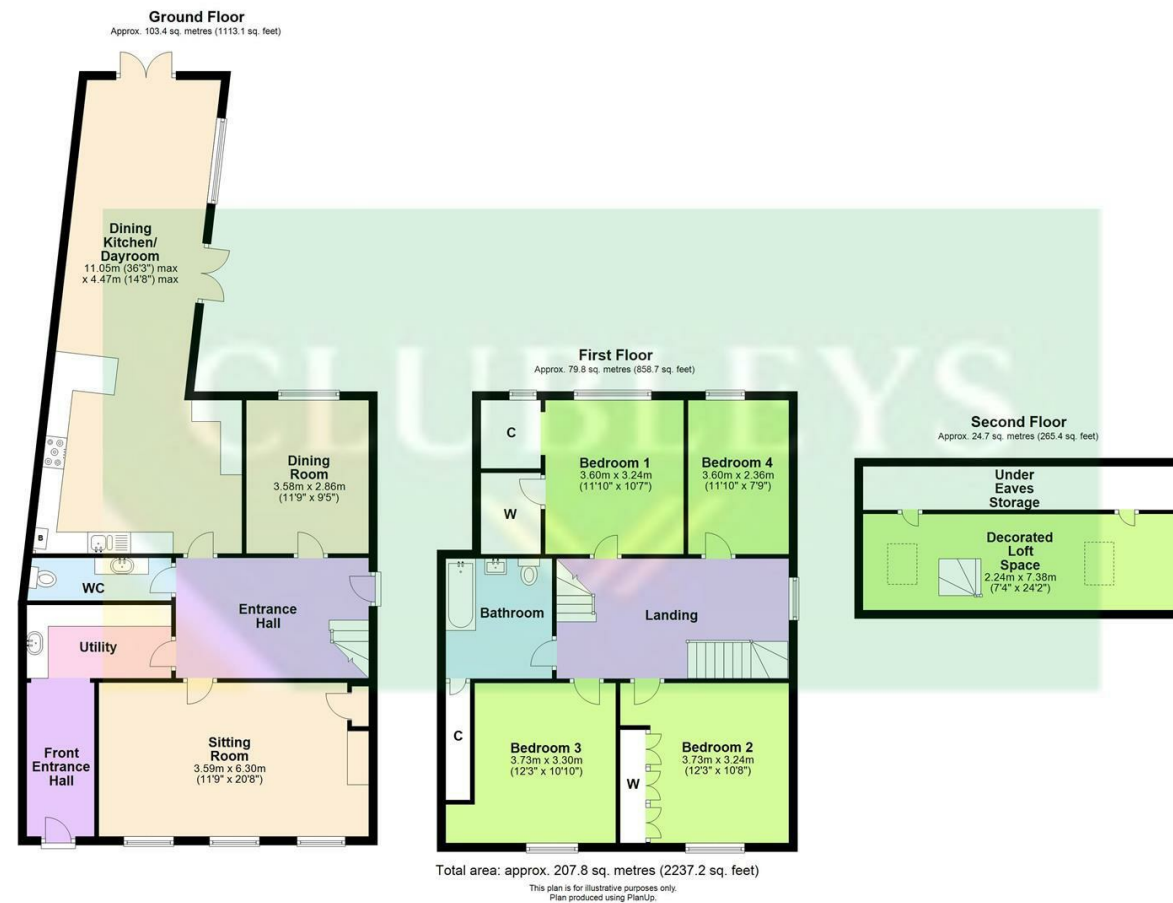 Ground Floor
Approx. 103.4 sq. metres (1113.1 sq. feet)
Dining
Kitchen/
Dayroom
11.05m (36'3") max
x 4.47m (14'8") max
Dining
Room
3.58m x 2.86m
(11'9" x 9'5")
B
WC
Entrance
Hall
Utility
Front
Entrance
Hall
Sitting
Room
3.59m x 6.30m
(11'9" x 20'8")
CLUBLEYS
First Floor
Approx. 79.8 sq. metres (858.7 sq. feet)
C
Bedroom 1
3.60m x 3.24m
(11'10" x 10'7")
Bedroom 4
3.60m x 2.36m
(11'10" x 7'9")
W
Bathroom
Landing
C
Bedroom 3
3.73m x 3.30m
(12'3" x 10'10")
W
Bedroom 2
3.73m x 3.24m
(12'3" x 10'8")
Second Floor
Approx. 24.7 sq. metres (265.4 sq. feet)
Under
Eaves
Storage
Decorated
Loft
Space
2.24m x 7.38m
(7'4" x 24'2")
Total area: approx. 207.8 sq. metres (2237.2 sq. feet)
This plan is for illustrative purposes only.
Plan produced using PlanUp.